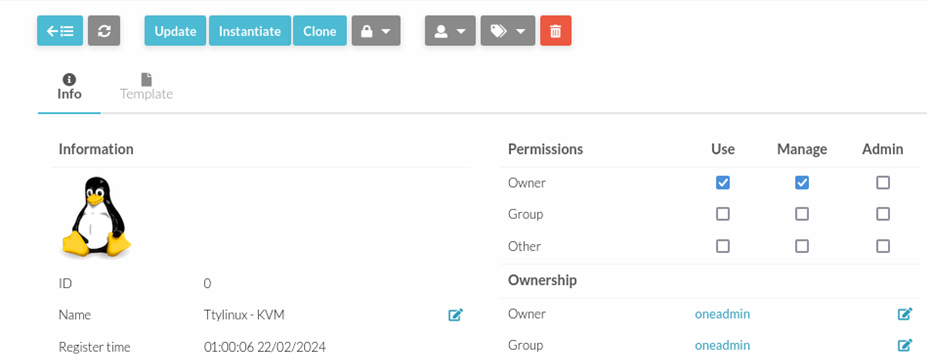 Update Instantiate Clone
Info Template
Information
ID 0
Name Ttylinux - KVM
Register time 01:00:06 22/02/2024
Permissions Use Manage Admin
Owner
Group
Other
Ownership
Owner oneadmin
Group oneadmin